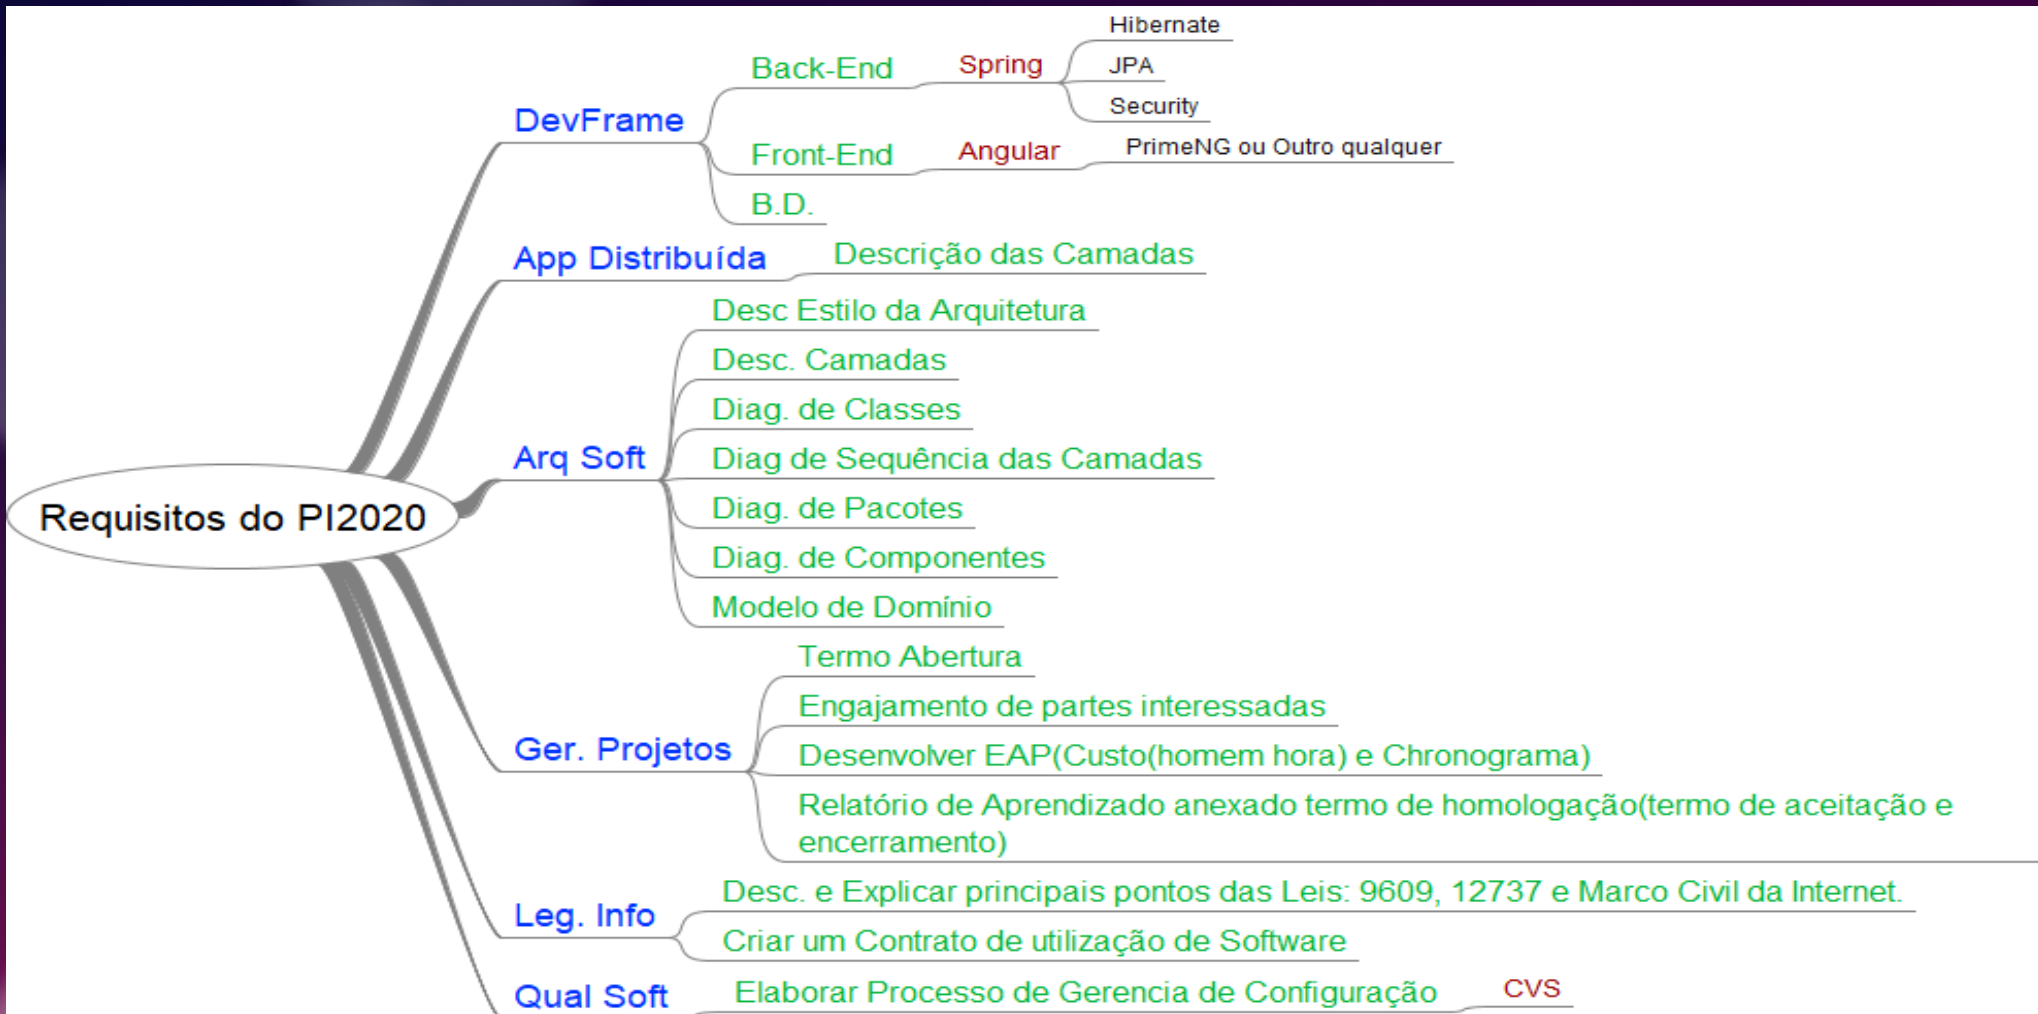 Requisitos do PI2020
DevFrame
Back-End
Spring
Hibernate
JPA
Security
Front-End
Angular
PrimeNG ou Outro qualquer
B.D.
App Distribuída
Descrição das Camadas
Arq Soft
Desc Estilo da Arquitetura
Desc. Camadas
Diag. de Classes
Diag de Sequência das Camadas
Diag. de Pacotes
Diag. de Componentes
Modelo de Domínio
Ger. Projetos
Termo Abertura
Engajamento de partes interessadas
Desenvolver EAP(Custo(homem hora) e Chronograma)
Relatório de Aprendizado anexado termo de homologação(termo de aceitação e
encerramento)
Leg. Info
Desc. e Explicar principais pontos das Leis: 9609, 12737 e Marco Civil da Internet.
Criar um Contrato de utilização de Software
Qual Soft
Elaborar Processo de Gerencia de Configuração
CVS